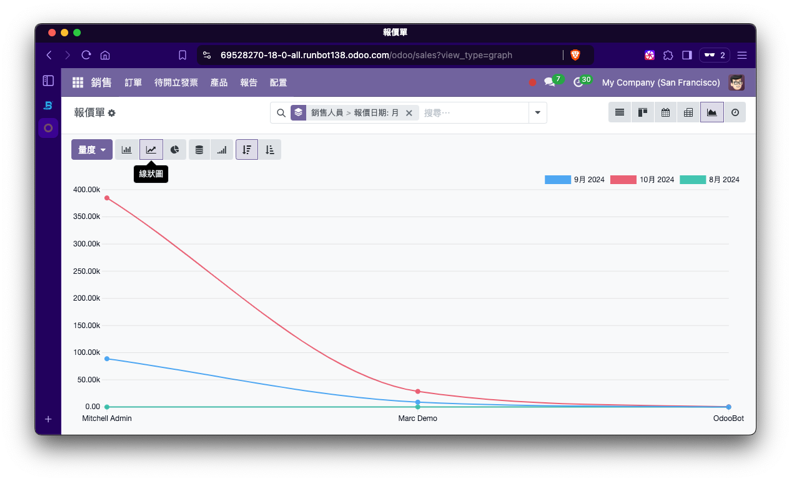 報價單
69528270-18-0-all.runbot138.odoo.com/odoo/sales?view_type=graph
2
銷售 訂單 待開立發票 產品 報告 配置
7 30 My Company (San Francisco)
報價單
銷售人員 > 報價日期: 月
搜尋⋯
量度
線狀圖
9月 2024 10月 2024 8月 2024
400.00k
350.00k
300.00k
250.00k
200.00k
150.00k
100.00k
50.00k
0.00
Mitchell Admin Marc Demo OdooBot